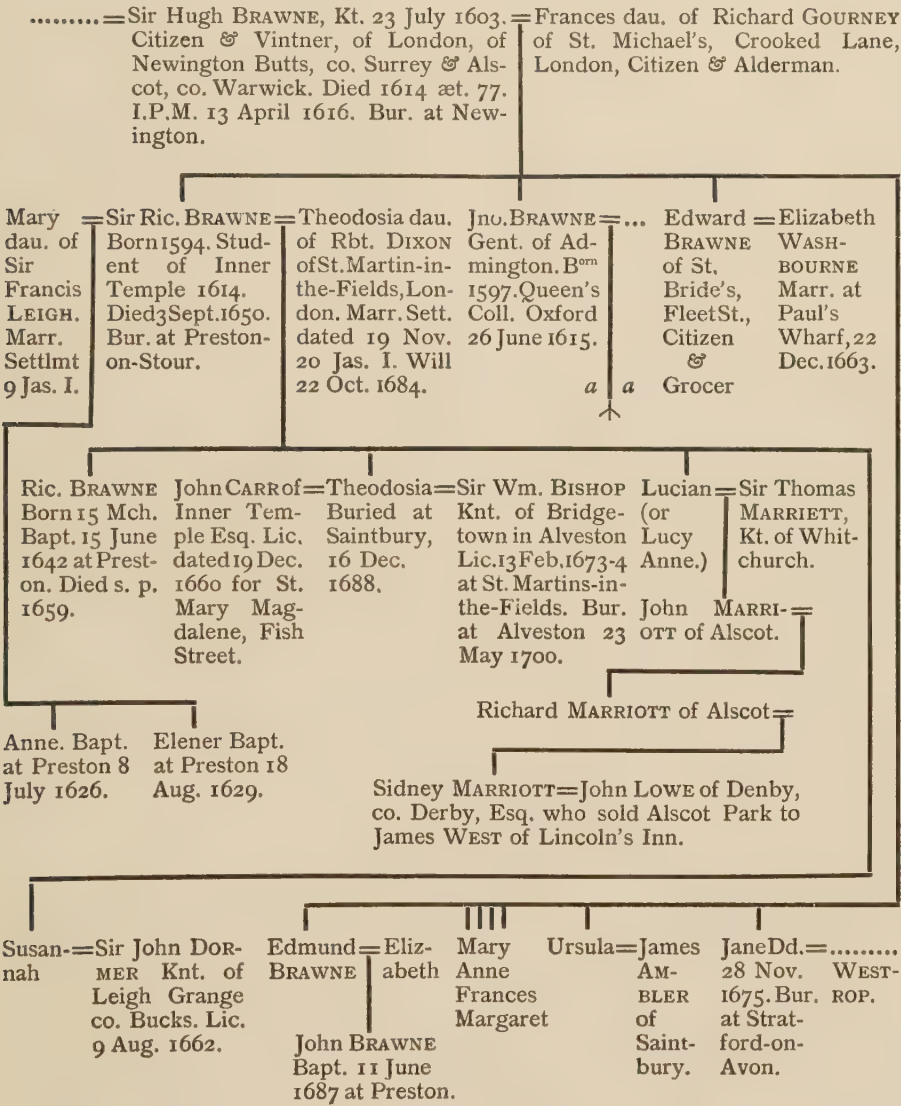 ......... = Sir Hugh BRAWNE, Kt. 23 July 1603. =
Citizen & Vintner, of London, of
Newington Butts, co. Surrey & Als-
cot, co. Warwick. Died 1614 æt. 77.
I.P.M. 13 April 1616. Bur. at New-
ington.
Frances dau. of Richard GOURNEY
of St. Michael's, Crooked Lane,
London, Citizen & Alderman.
Mary =
dau. of
Sir
Francis
LEIGH.
Marr.
Settlmt
9 Jas. I.
Sir Ric. BRAWNE =
Born 1594. Stud-
ent of Inner
Temple 1614.
Died 3 Sept. 1650.
Bur. at Preston-
on-Stour.
Theodosia dau.
of Rbt. DIXON
of St. Martin-in-
the-Fields, Lon-
don. Marr. Sett.
dated 19 Nov.
20 Jas. I. Will
22 Oct. 1684.
Jno. BRAWNE = ...
Gent. of Ad-
mington. Born
1597. Queen's
Coll. Oxford
26 June 1615.
a a
Edward =
BRAWNE
of St.
Bride's,
Fleet St.,
Citizen
&
Grocer
Elizabeth
WASH-
BOURNE
Marr. at
Paul's
Wharf, 22
Dec. 1663.
Ric. BRAWNE
Born 15 Mch.
Bapt. 15 June
1642 at Prest-
on. Died s. p.
1659.
John CARR of =
Inner Tem-
ple Esq. Lic.
dated 19 Dec.
1660 for St.
Mary Mag-
dalene, Fish
Street.
Theodosia =
Buried at
Saintbury,
16 Dec.
1688.
Sir Wm. BISHOP
Knt. of Bridge-
town in Alveston
Lic. 13 Feb. 1673-4
at St. Martins-in-
the-Fields. Bur.
at Alveston 23
May 1700.
Lucian =
(or
Lucy
Anne.)
Sir Thomas
MARRIETT,
Kt. of Whit-
church.
John MARRI- =
OTT of Alscot.
Richard MARRIOTT of Alscot =
Anne. Bapt.
at Preston 8
July 1626.
Elener Bapt.
at Preston 18
Aug. 1629.
Sidney MARRIOTT = John LOWE of Denby,
co. Derby, Esq. who sold Alscot Park to
James WEST of Lincoln's Inn.
Susan- =
nah
Sir John DOR-
MER Knt. of
Leigh Grange
co. Bucks. Lic.
9 Aug. 1662.
Edmund =
BRAWNE
Eliz-
abeth
John BRAWNE
Bapt. 11 June
1687 at Preston.
Mary
Anne
Frances
Margaret
Ursula =
James
AM-
BLER
of
Saint-
bury.
Jane Dd. =
28 Nov.
1675. Bur.
at Strat-
ford-on-
Avon.
.........
WEST-
ROP.